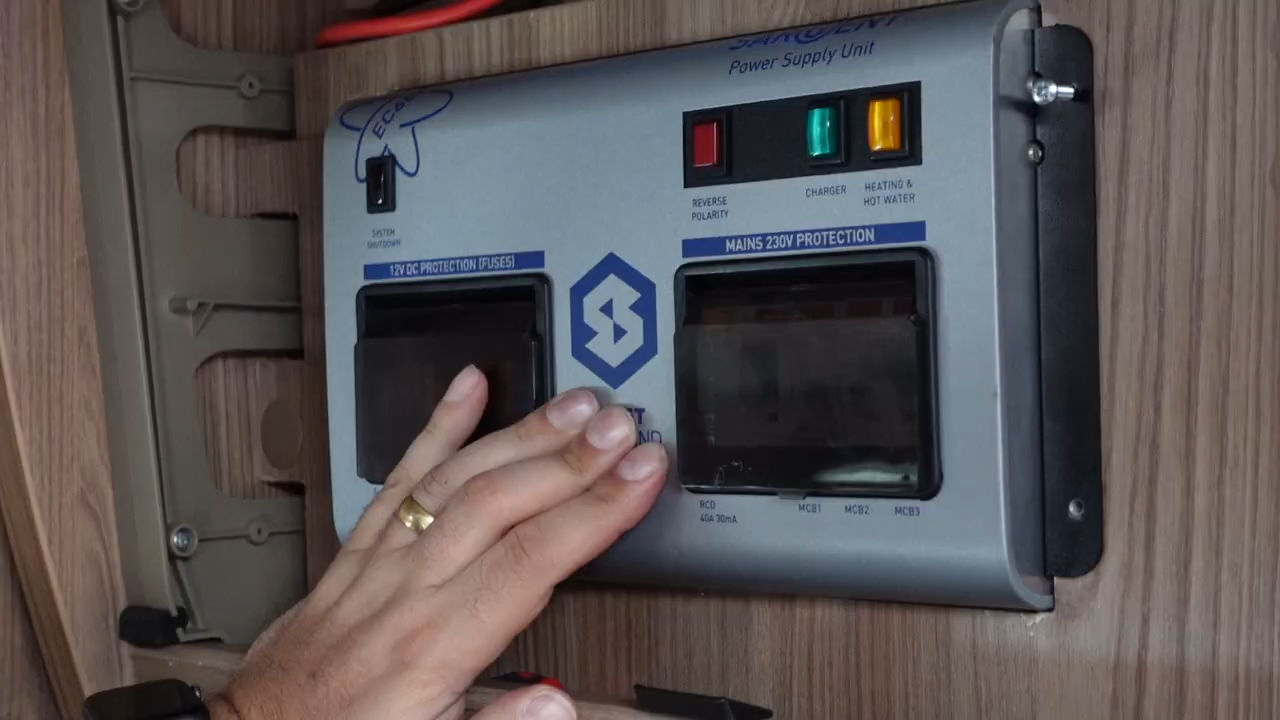 SARGENT
Power Supply Unit
REVERSE
POLARITY
CHARGER
HEATING &
HOT WATER
SYSTEM
SHUTDOWN
12V DC PROTECTION (FUSES)
MAINS 230V PROTECTION
RCD
40A 30mA
MCB1
MCB2
MCB3